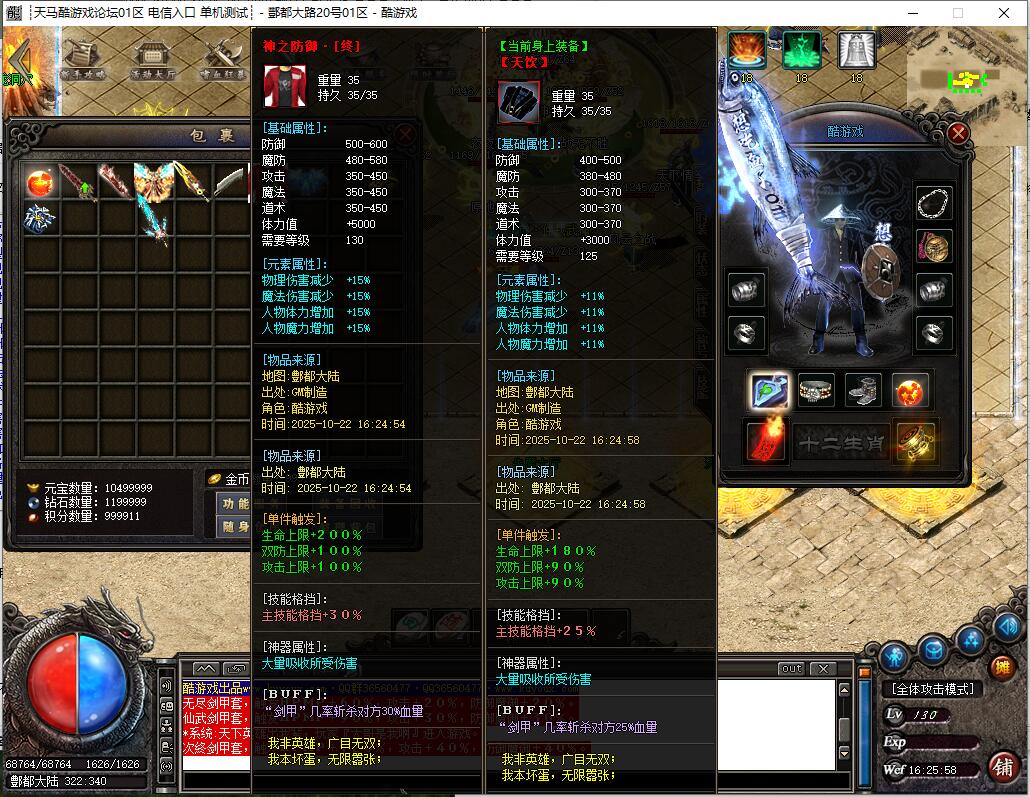 天马酷游戏论坛01区 电信入口 单机测试 - 酆都大路20号01区 - 酷游戏
新手攻略
活动大厅
包 裹
元宝数量: 10499999
钻石数量: 1199999
积分数量: 999911
金币
功 能
随 身
神之防御 - [终]
重量 35
持久 35/35
[基础属性]:
防御 500-600
魔防 480-580
攻击 350-450
魔法 350-450
道术 350-450
体力值 +5000
需要等级 130
[元素属性]:
物理伤害减少 +15%
魔法伤害减少 +15%
人物体力增加 +15%
人物魔力增加 +15%
[物品来源]
地图:酆都大陆
出处:GM制造
角色:酷游戏
时间:2025-10-22 16:24:54
[物品来源]
出处: 酆都大陆
时间: 2025-10-22 16:24:54
[单件触发]:
生命上限+200%
双防上限+100%
攻击上限+100%
[技能格挡]:
主技能格挡+30%
[神器属性]:
大量吸收所受伤害
[BUFF]:
“剑甲”几率斩杀对方30%血量
我非英雄，广目无双；
我本坏蛋，无限嚣张；
【当前身上装备】
【天饮】
重量 35
持久 35/35
[基础属性]:
防御 400-500
魔防 380-480
攻击 300-370
魔法 300-370
道术 300-370
体力值 +3000
需要等级 125
[元素属性]:
物理伤害减少 +11%
魔法伤害减少 +11%
人物体力增加 +11%
人物魔力增加 +11%
[物品来源]
地图:酆都大陆
出处:GM制造
角色:酷游戏
时间:2025-10-22 16:24:58
[物品来源]
出处: 酆都大陆
时间: 2025-10-22 16:24:58
[单件触发]:
生命上限+180%
双防上限+90%
攻击上限+90%
[技能格挡]:
主技能格挡+25%
[神器属性]:
大量吸收所受伤害
[BUFF]:
“剑甲”几率斩杀对方25%血量
我非英雄，广目无双；
我本坏蛋，无限嚣张；
18
18
18
酷游戏
想
十二生肖
酷游戏出品
无尽剑甲套，
仙武剑甲套，
*系统: 天下英
次终剑甲套，
out
68764/68764 1626/1626
酆都大陆 322:340
摊
[全体攻击模式]
Lv 130
Exp
Wef 16:25:58
铺